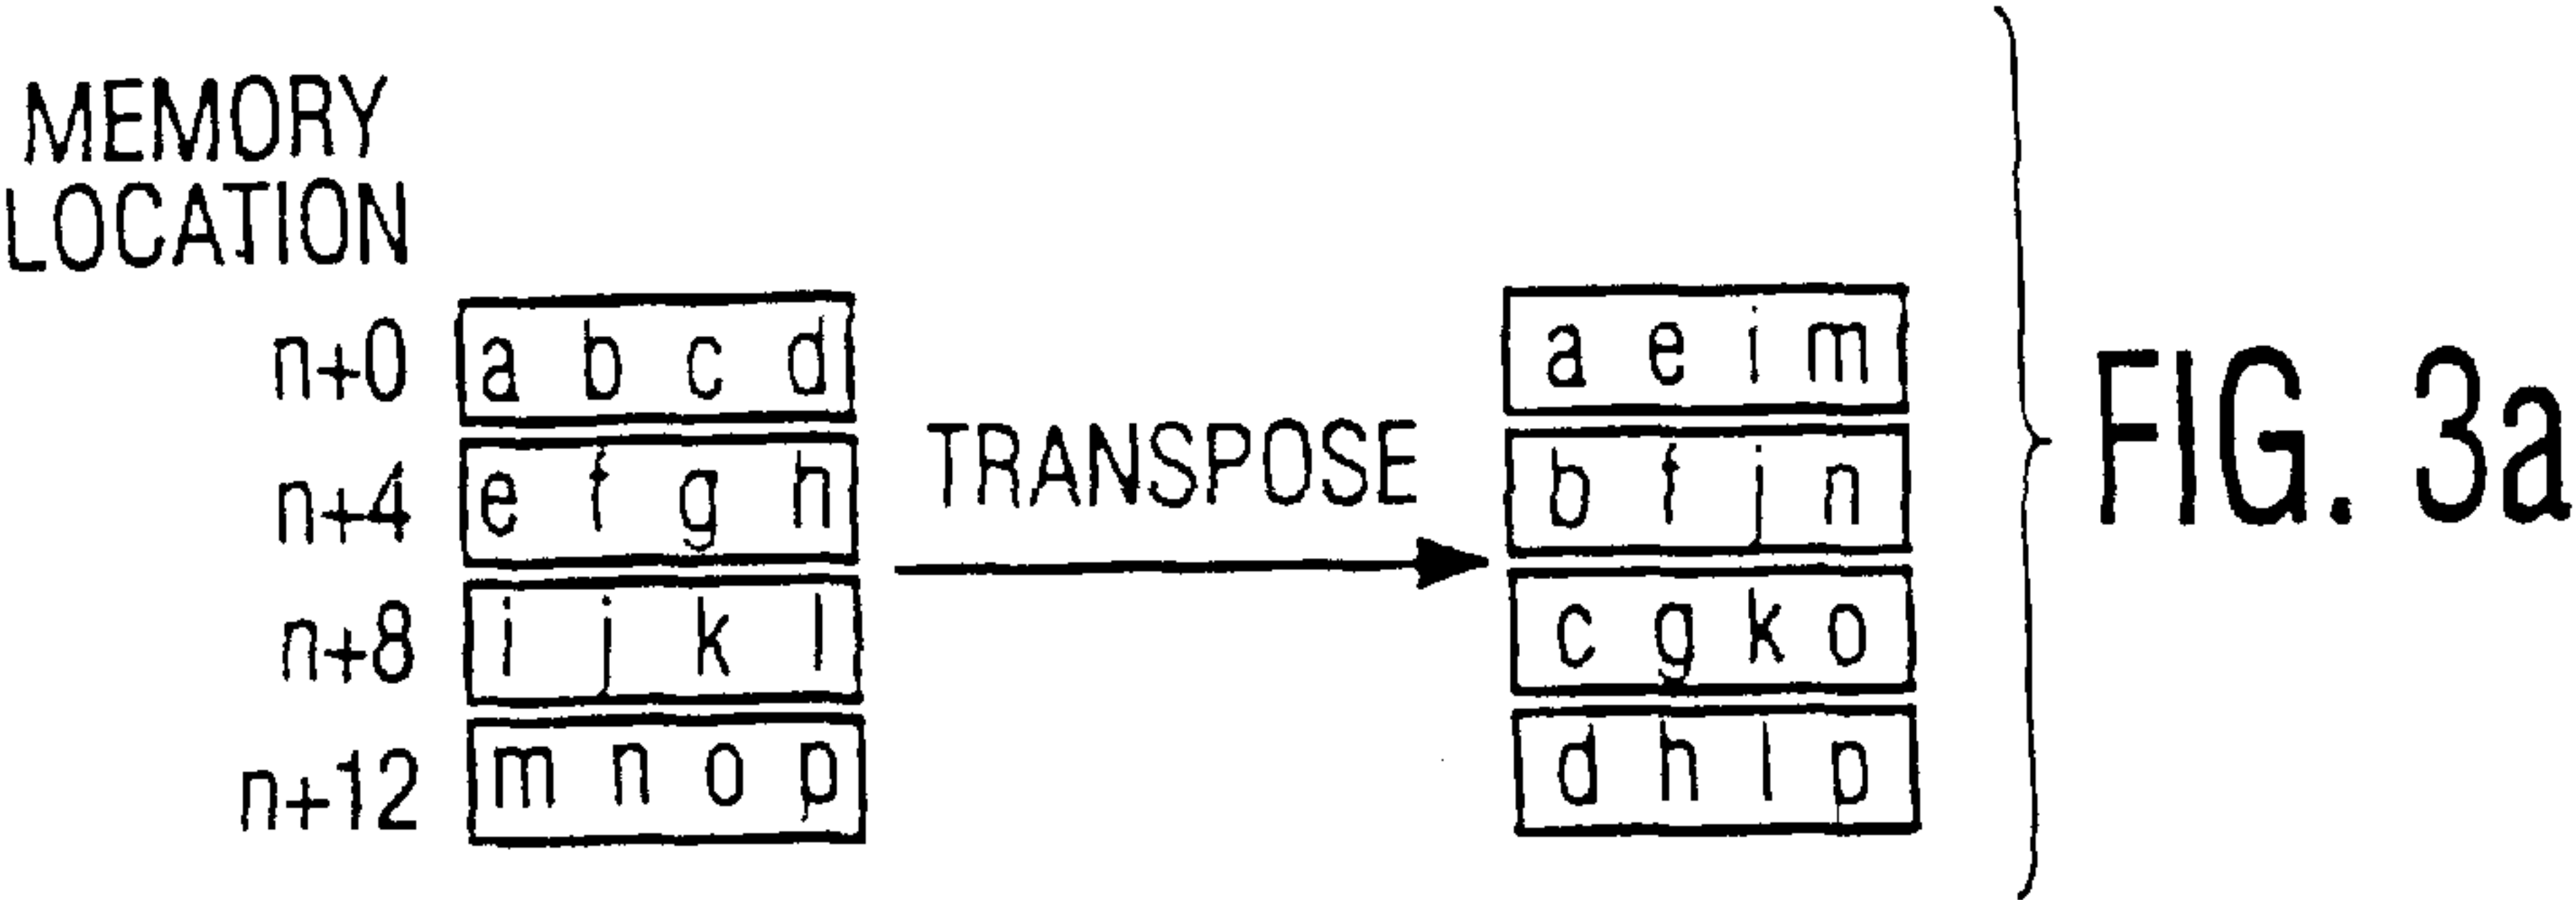 MEMORY
LOCATION
n+0 a b c d
n+4 e f g h
n+8 i j k l
n+12 m n o p
TRANSPOSE
a e i m
b f j n
c g k o
d h l p
FIG. 3a